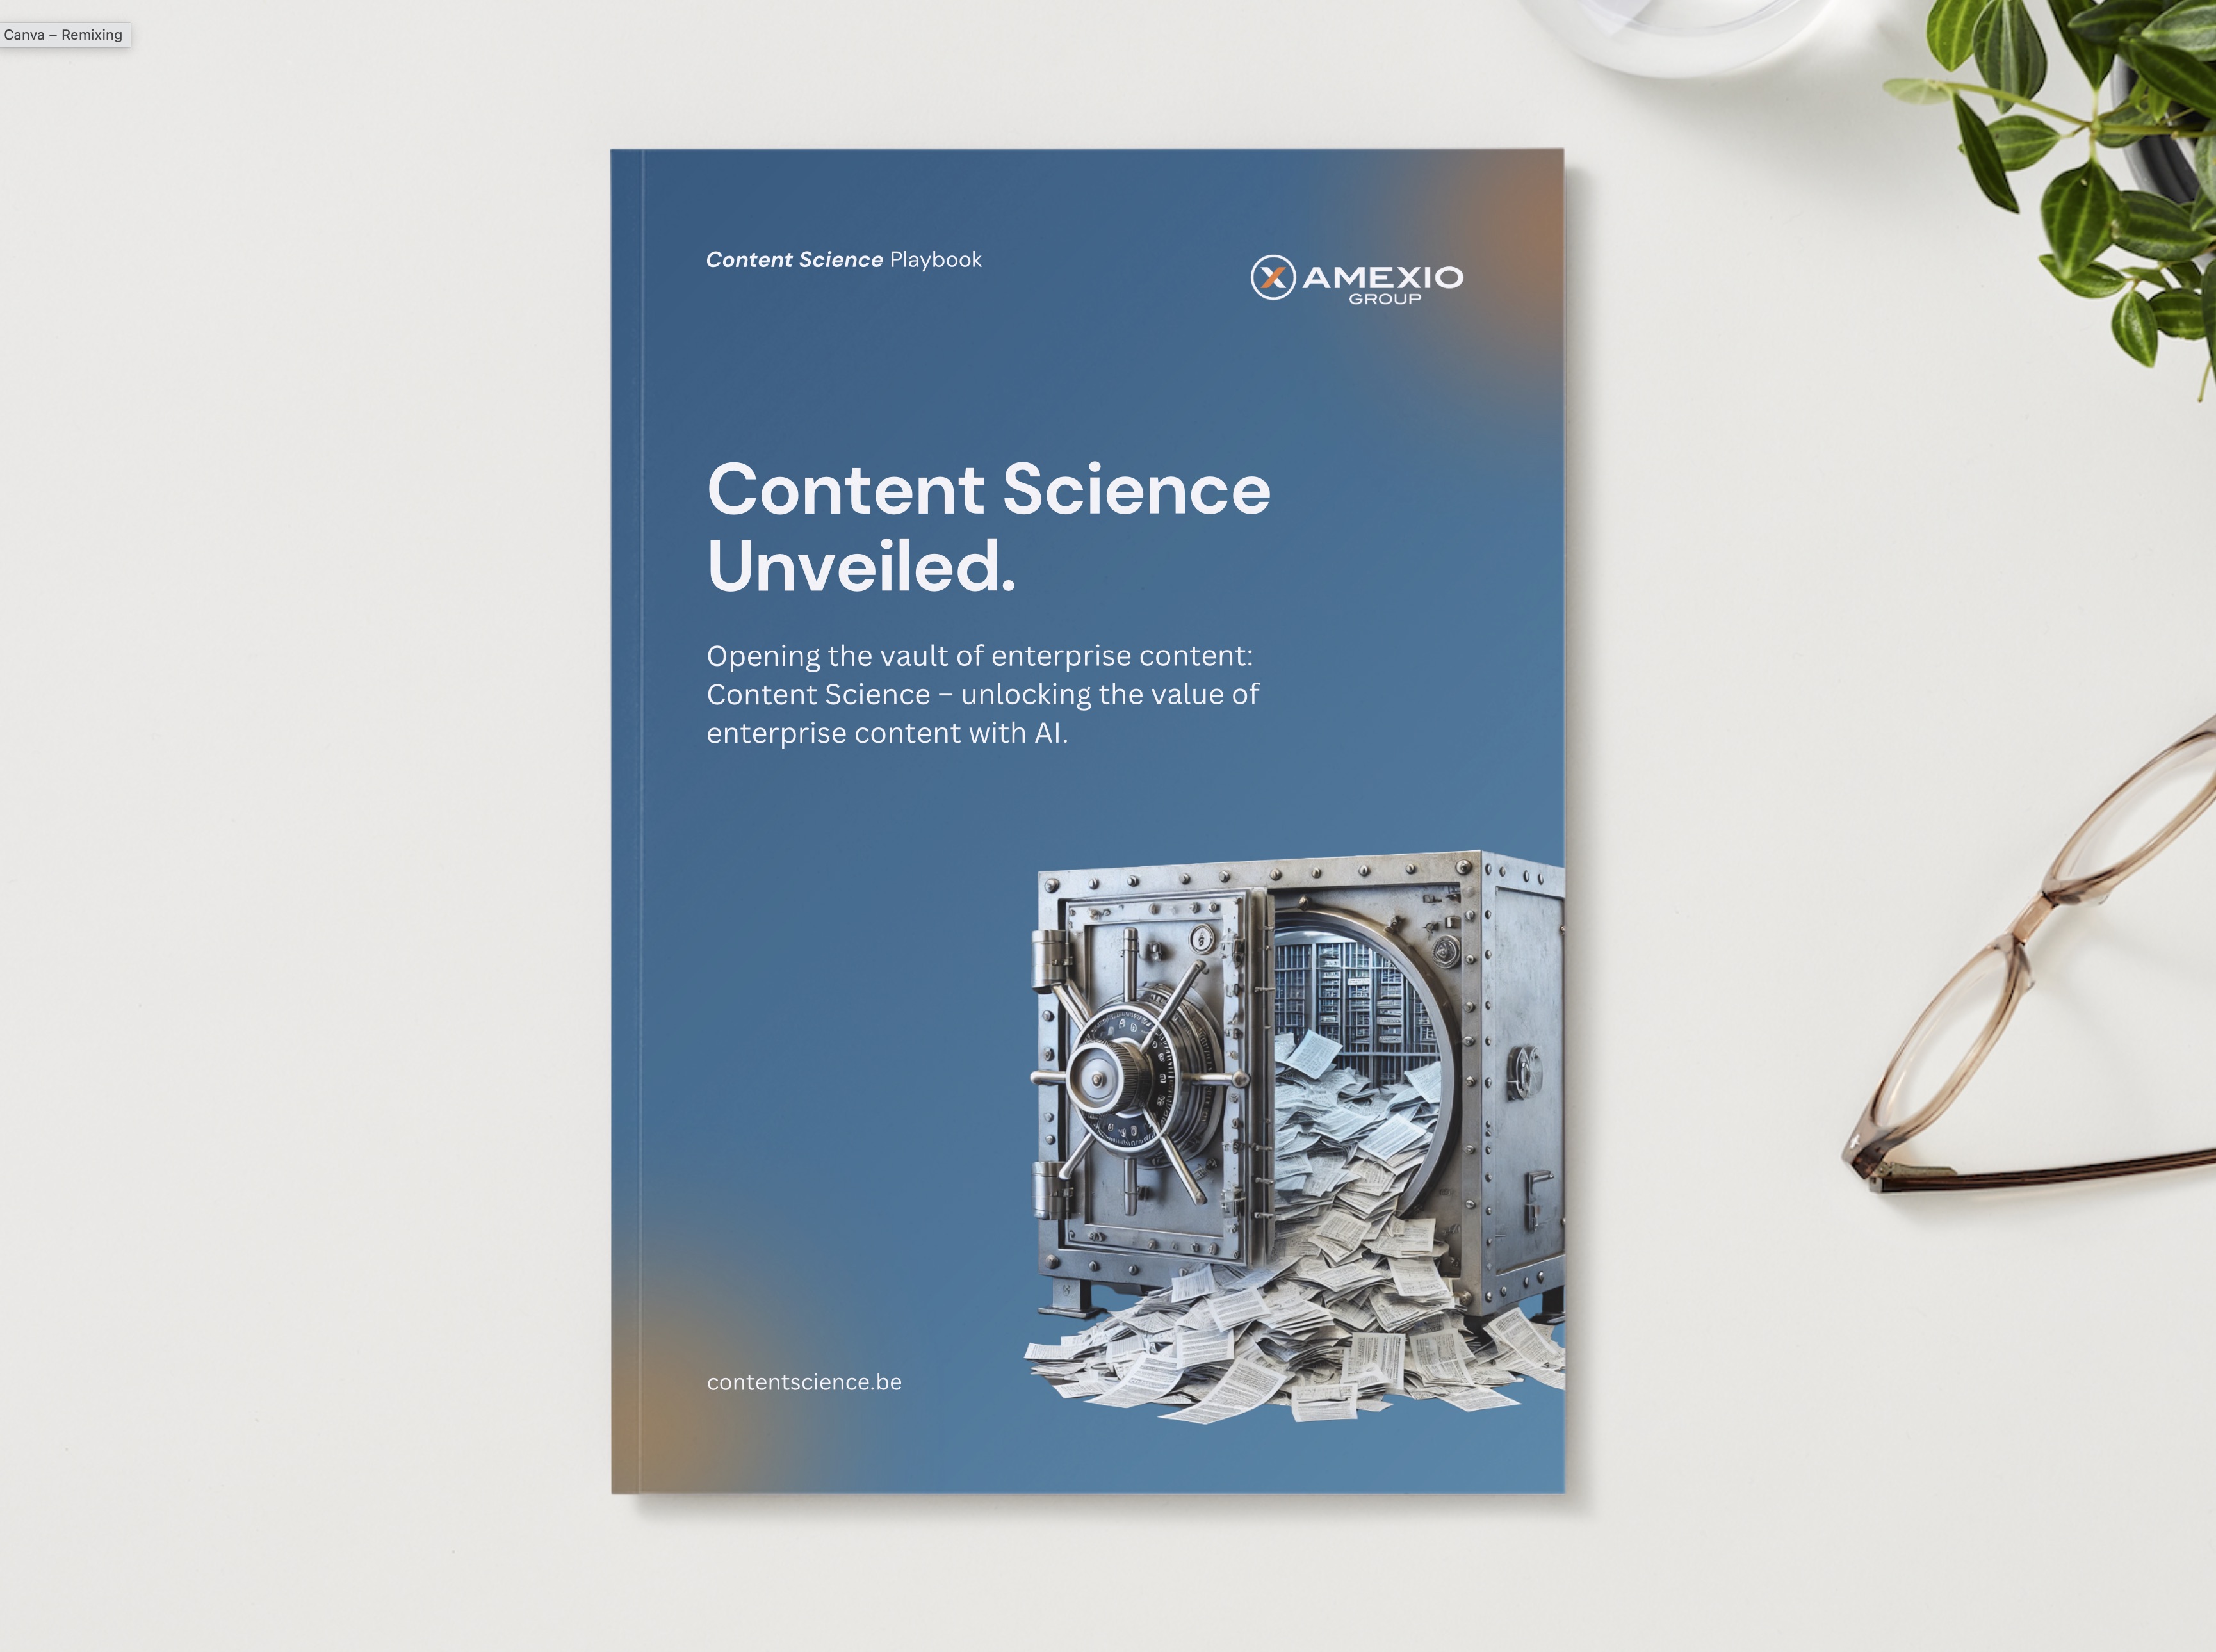 Canva – Remixing
Content Science Playbook
X AMEXIO
GROUP
Content Science
Unveiled.
Opening the vault of enterprise content:
Content Science – unlocking the value of
enterprise content with AI.
contentscience.be